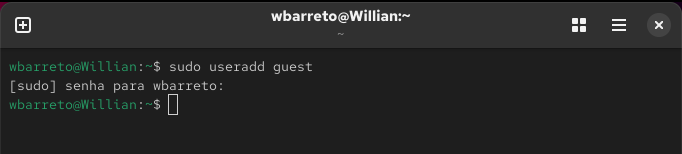 wbarreto@Willian:~
~
wbarreto@Willian:~$ sudo useradd guest
[sudo] senha para wbarreto:
wbarreto@Willian:~$